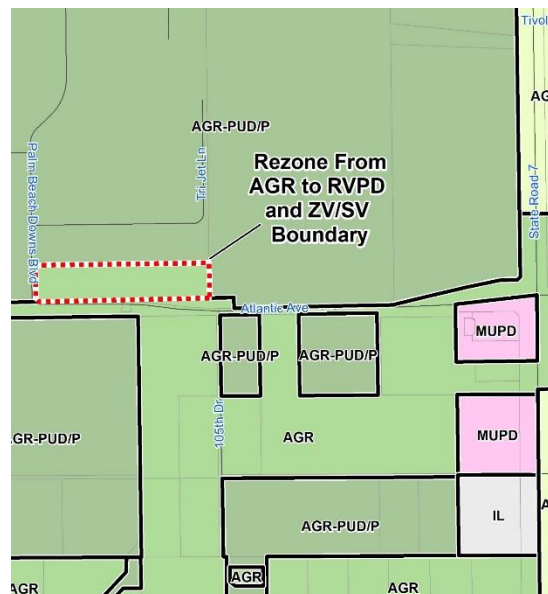 Tivol
AG
AGR-PUD/P
Palm-Beach-Downs-Blvd
Tri-Jet-Ln
State-Road-7
Rezone From
AGR to RVPD
and ZV/SV
Boundary
Atlantic Ave
MUPD
AGR-PUD/P
AGR-PUD/P
GR-PUD/P
105th-Dr
AGR
MUPD
AGR-PUD/P
IL
A
AGR
AGR
AGR